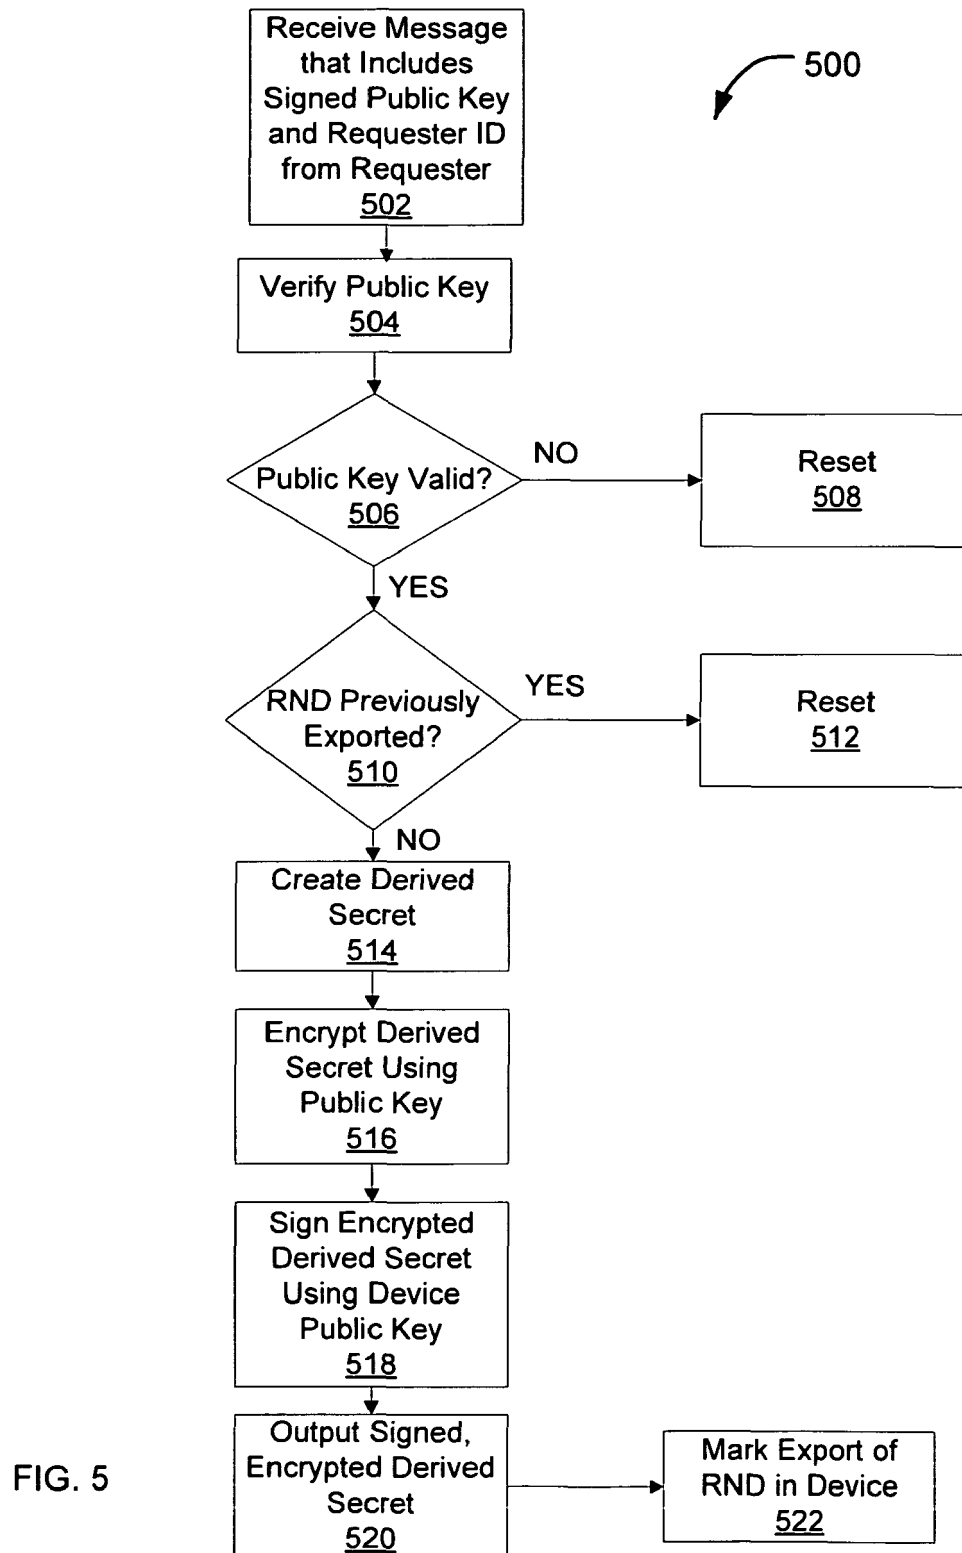 Receive Message
that Includes
Signed Public Key
and Requester ID
from Requester
502
500
Verify Public Key
504
Public Key Valid?
506
NO
Reset
508
YES
RND Previously
Exported?
510
YES
Reset
512
NO
Create Derived
Secret
514
Encrypt Derived
Secret Using
Public Key
516
Sign Encrypted
Derived Secret
Using Device
Public Key
518
Output Signed,
Encrypted Derived
Secret
520
Mark Export of
RND in Device
522
FIG. 5